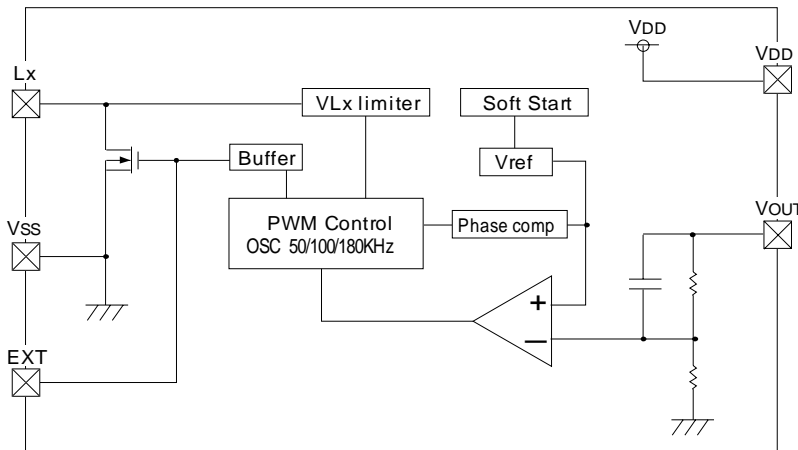 VDD
Lx
VDD
VLx limiter
Soft Start
Buffer
Vref
VSS
PWM Control
OSC 50/100/180KHz
Phase comp
VOUT
+
−
EXT